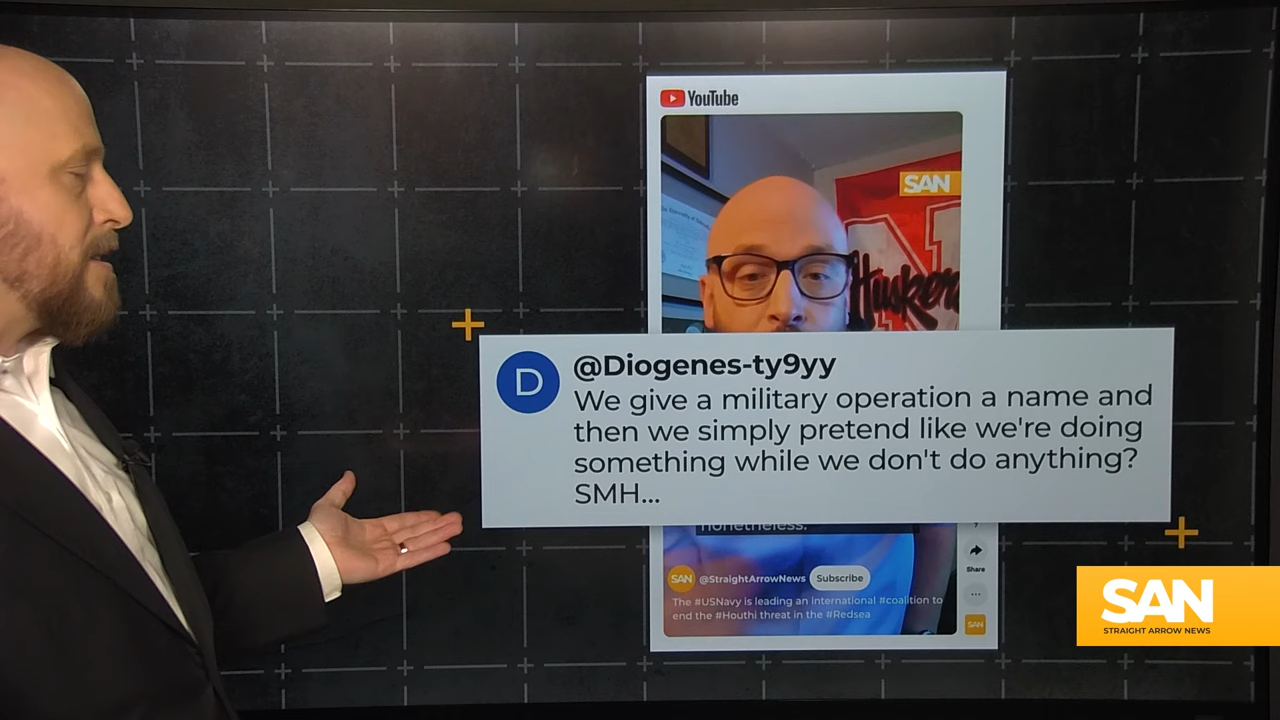 YouTube
SAN
Huskers
@Diogenes-ty9yy
We give a military operation a name and
then we simply pretend like we're doing
something while we don't do anything?
SMH...
nonetheless.
Share
SAN
@StraightArrowNews
Subscribe
The #USNavy is leading an international #coalition to
end the #Houthi threat in the #Redsea
SAN
SAN
STRAIGHT ARROW NEWS